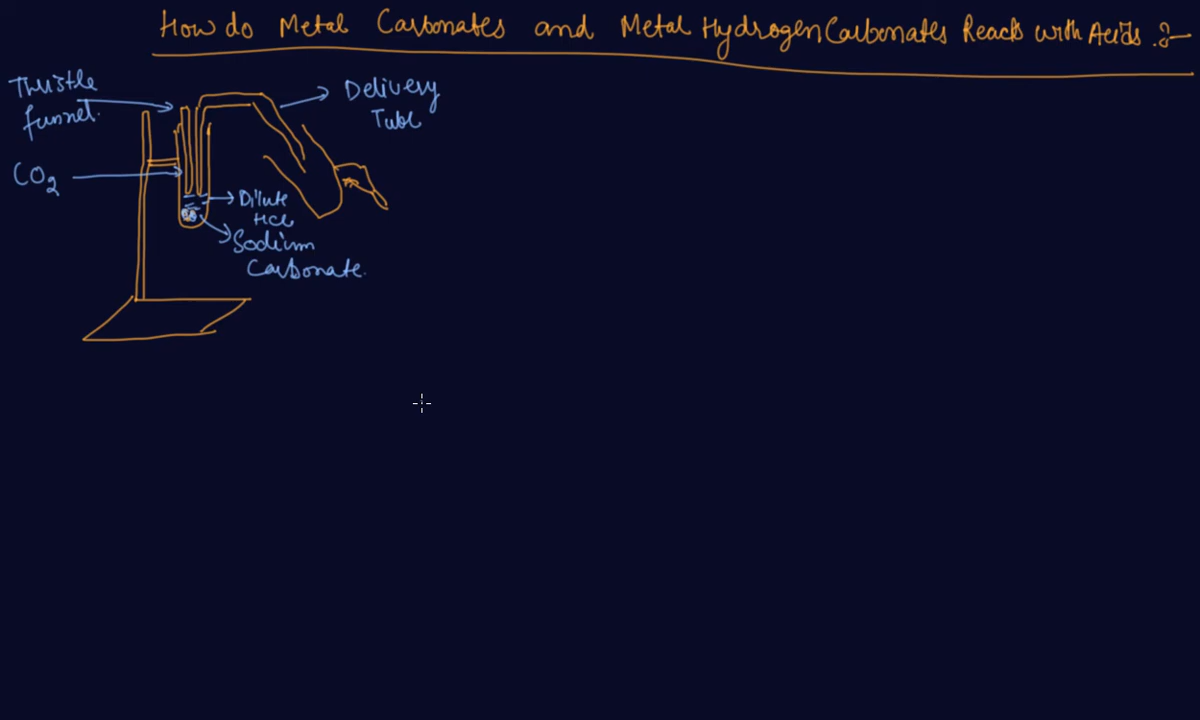 How do Metal Carbonates and Metal Hydrogen Carbonates Reacts with Acids :-
Thistle
funnel.
CO2
Delivery
Tube
Dilute
HCl
Sodium
Carbonate.